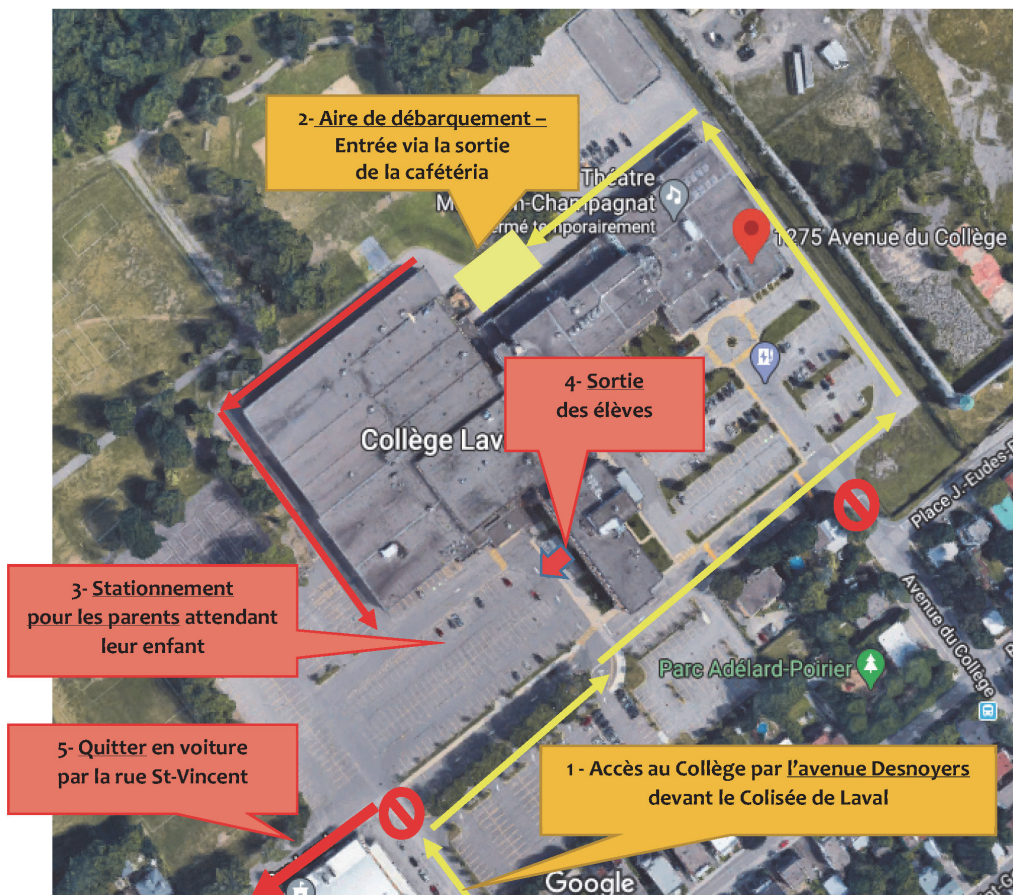 2- Aire de débarquement –
Entrée via la sortie
de la cafétéria
Théatre
n-Champagnat
ermé temporairement
1275 Avenue du Collège
4- Sortie
des élèves
Collège Lav
Place J.-Eudes-
3- Stationnement
pour les parents attendant
leur enfant
Avenue du Collège
Parc Adélard-Poirier
5- Quitter en voiture
par la rue St-Vincent
1 - Accès au Collège par l'avenue Desnoyers
devant le Colisée de Laval
Google